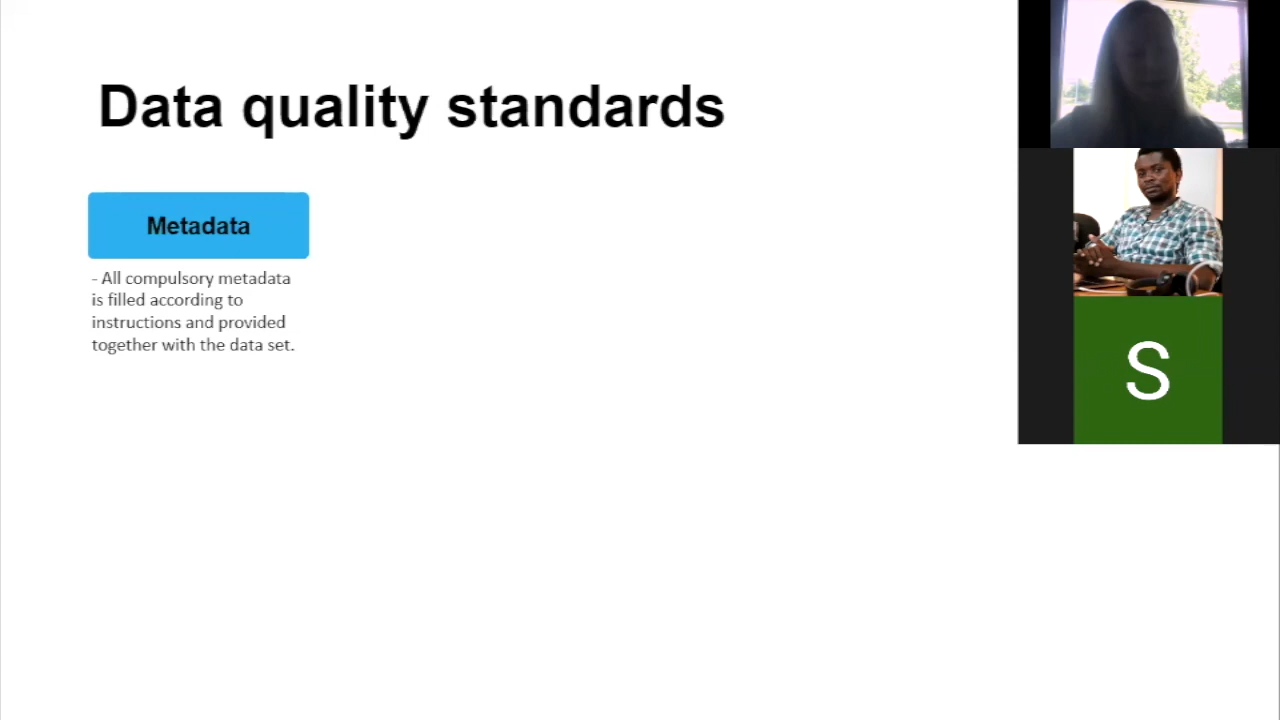 Data quality standards
Metadata
- All compulsory metadata
is filled according to
instructions and provided
together with the data set.
S